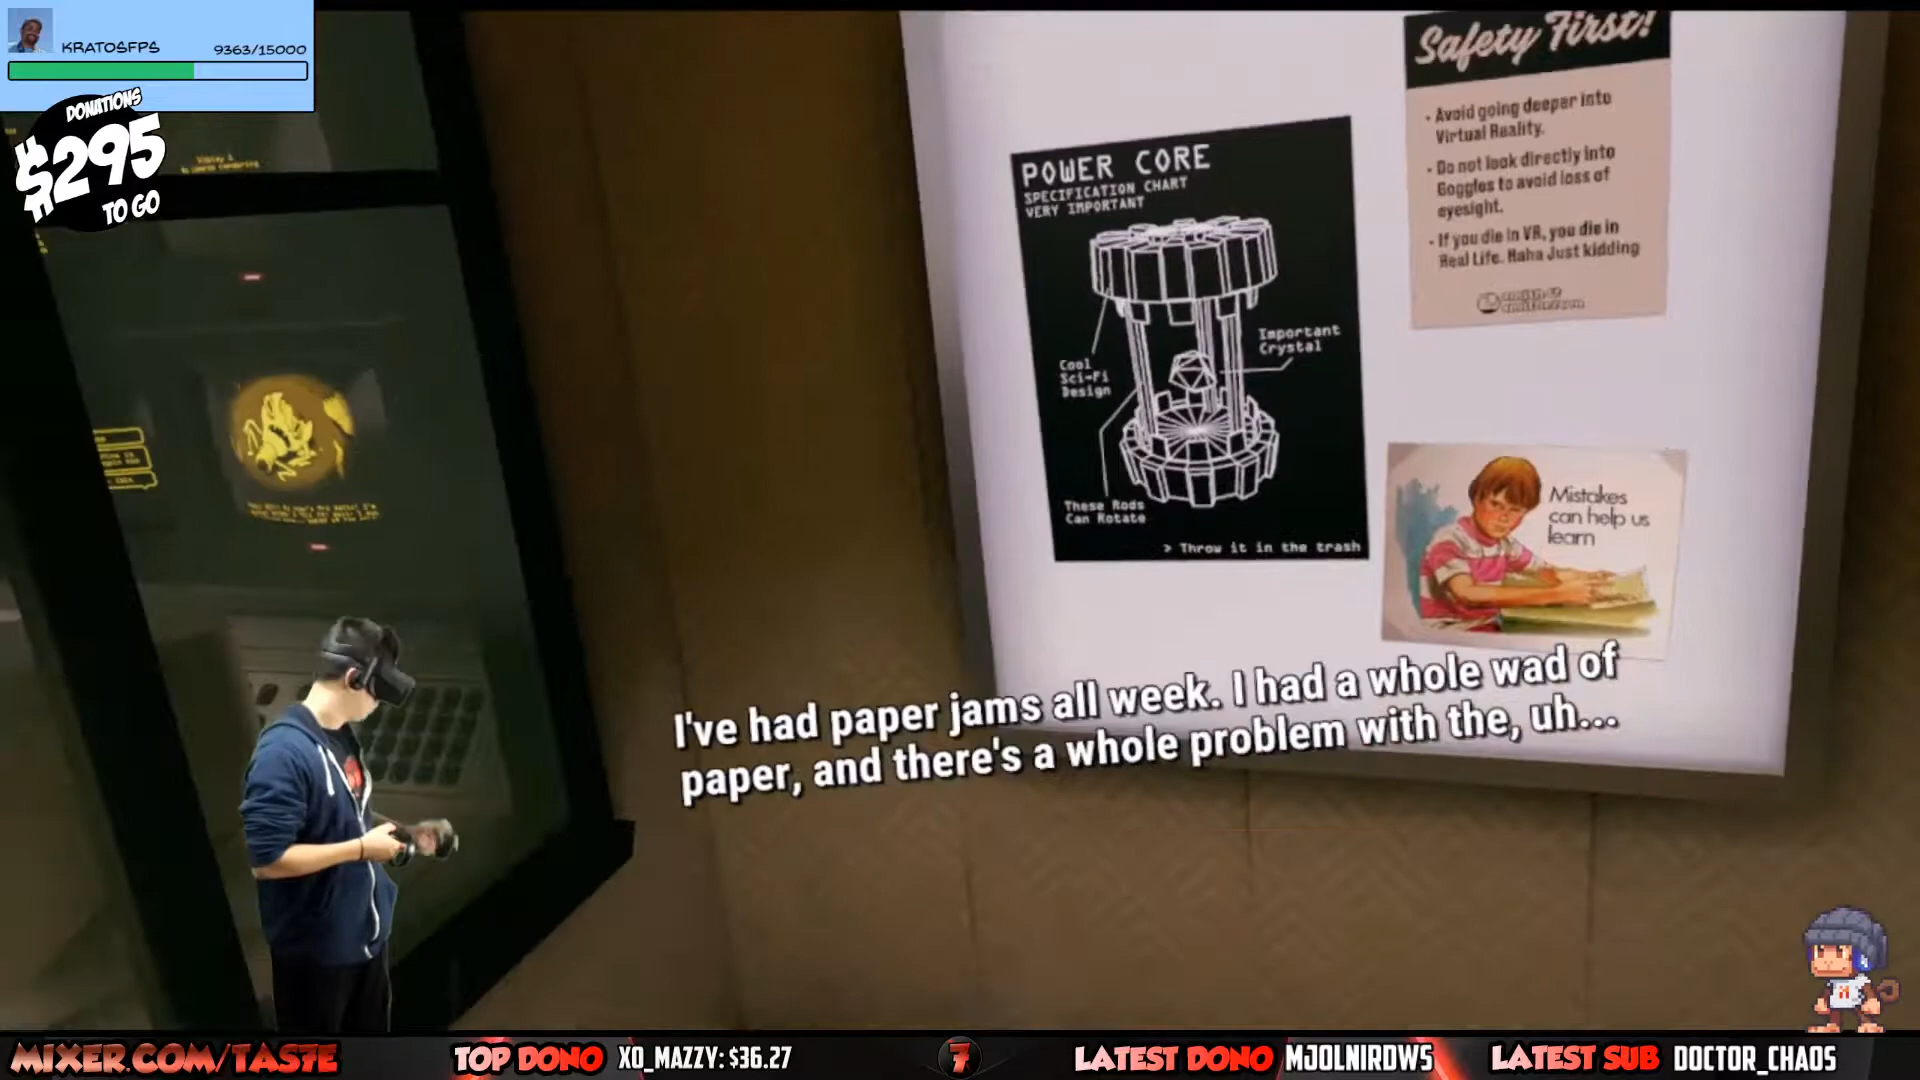 KRATOSFPS
9363/15000
DONATIONS
$295
TO GO
POWER CORE
SPECIFICATION CHART
VERY IMPORTANT
Important
Crystal
Cool
Sci-Fi
Design
These Rods
Can Rotate
> Throw it in the trash
Safety First!
· Avoid going deeper into
Virtual Reality.
· Do not look directly into
Goggles to avoid loss of
eyesight.
· If you die in VR, you die in
Real Life. Haha Just kidding
Mistakes
can help us
learn
I've had paper jams all week. I had a whole wad of
paper, and there's a whole problem with the, uh...
MIXER.COM/TAS7E
TOP DONO XO_MAZZY: $36.27
7
LATEST DONO MJOLNIRDWS
LATEST SUB DOCTOR_CHAOS